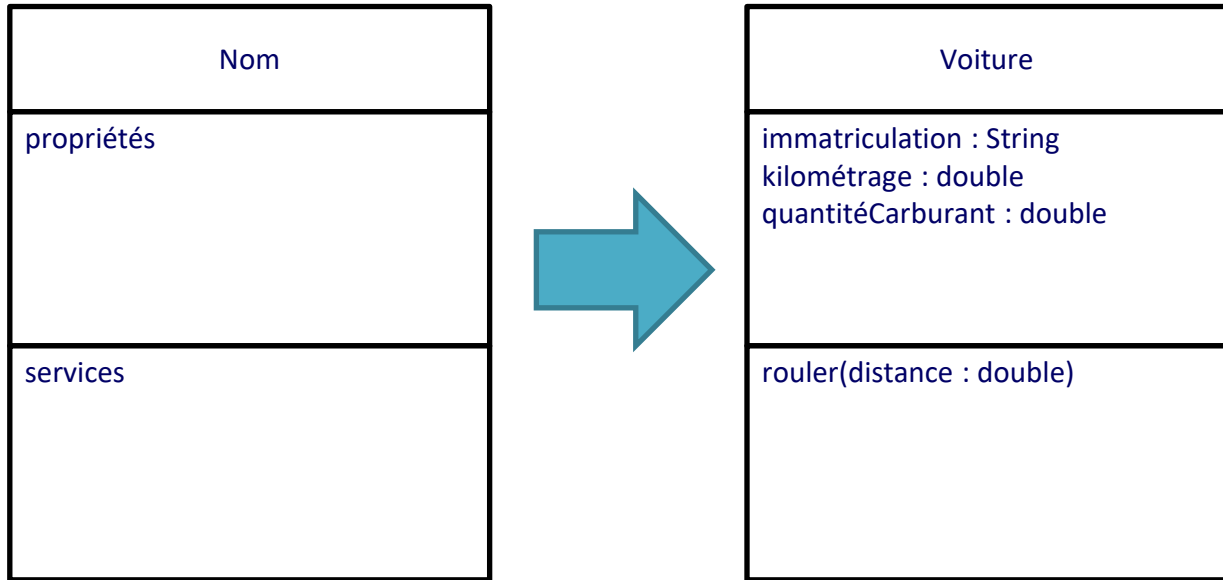 Nom
propriétés
services
Voiture
immatriculation : String
kilométrage : double
quantitéCarburant : double
rouler(distance : double)